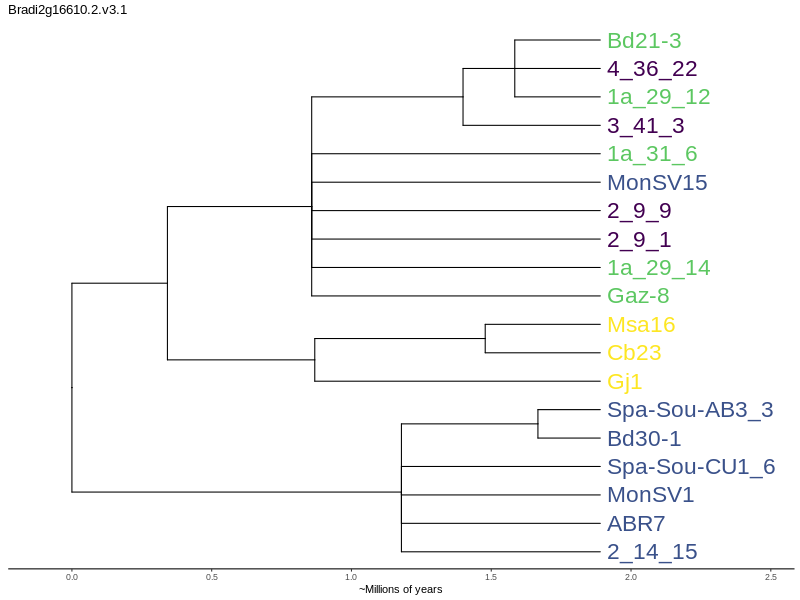 Bradi2g16610.2.v3.1
Bd21-3
4_36_22
1a_29_12
3_41_3
1a_31_6
MonSV15
2_9_9
2_9_1
1a_29_14
Gaz-8
Msa16
Cb23
Gj1
Spa-Sou-AB3_3
Bd30-1
Spa-Sou-CU1_6
MonSV1
ABR7
2_14_15
0.0 0.5 1.0 1.5 2.0 2.5
~Millions of years